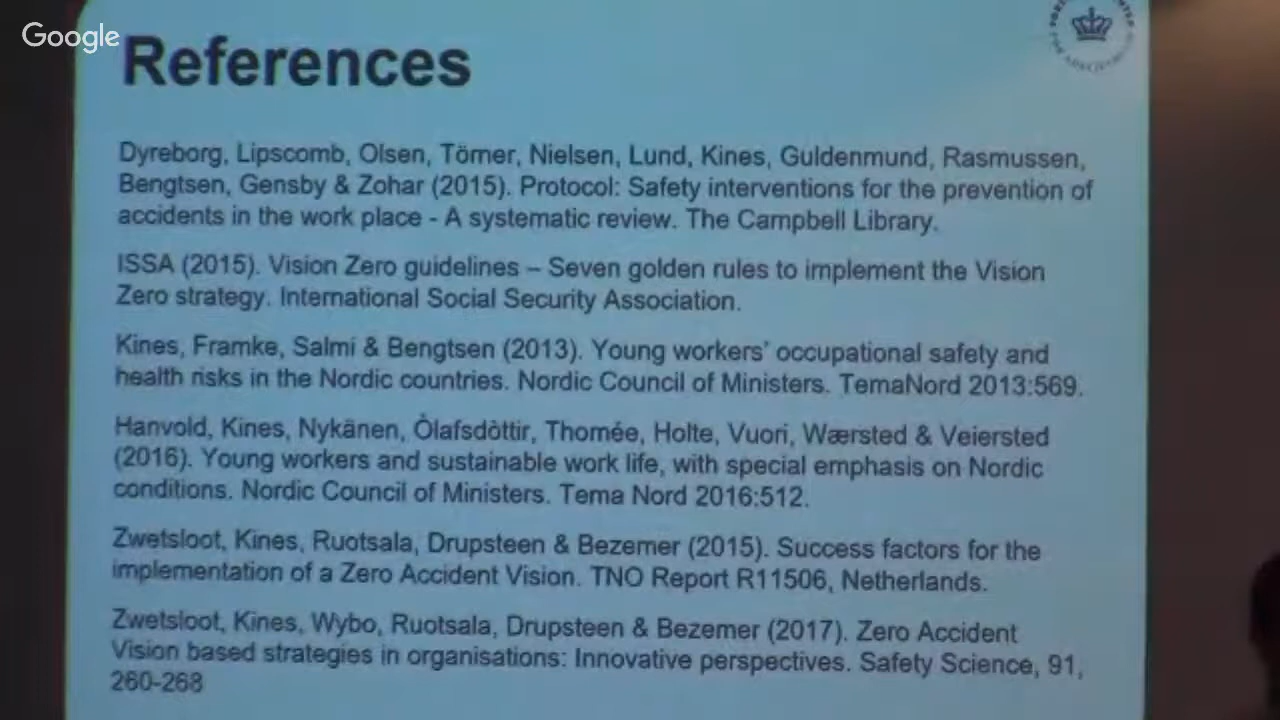 Google
References
Dyreborg, Lipscomb, Olsen, Törner, Nielsen, Lund, Kines, Guldenmund, Rasmussen,
Bengtsen, Gensby & Zohar (2015). Protocol: Safety interventions for the prevention of
accidents in the work place - A systematic review. The Campbell Library.
ISSA (2015). Vision Zero guidelines – Seven golden rules to implement the Vision
Zero strategy. International Social Security Association.
Kines, Framke, Salmi & Bengtsen (2013). Young workers' occupational safety and
health risks in the Nordic countries. Nordic Council of Ministers. TemaNord 2013:569.
Hanvold, Kines, Nykänen, Òlafsdòttir, Thomée, Holte, Vuori, Wærsted & Veiersted
(2016). Young workers and sustainable work life, with special emphasis on Nordic
conditions. Nordic Council of Ministers. Tema Nord 2016:512.
Zwetsloot, Kines, Ruotsala, Drupsteen & Bezemer (2015). Success factors for the
implementation of a Zero Accident Vision. TNO Report R11506, Netherlands.
Zwetsloot, Kines, Wybo, Ruotsala, Drupsteen & Bezemer (2017). Zero Accident
Vision based strategies in organisations: Innovative perspectives. Safety Science, 91,
260-268